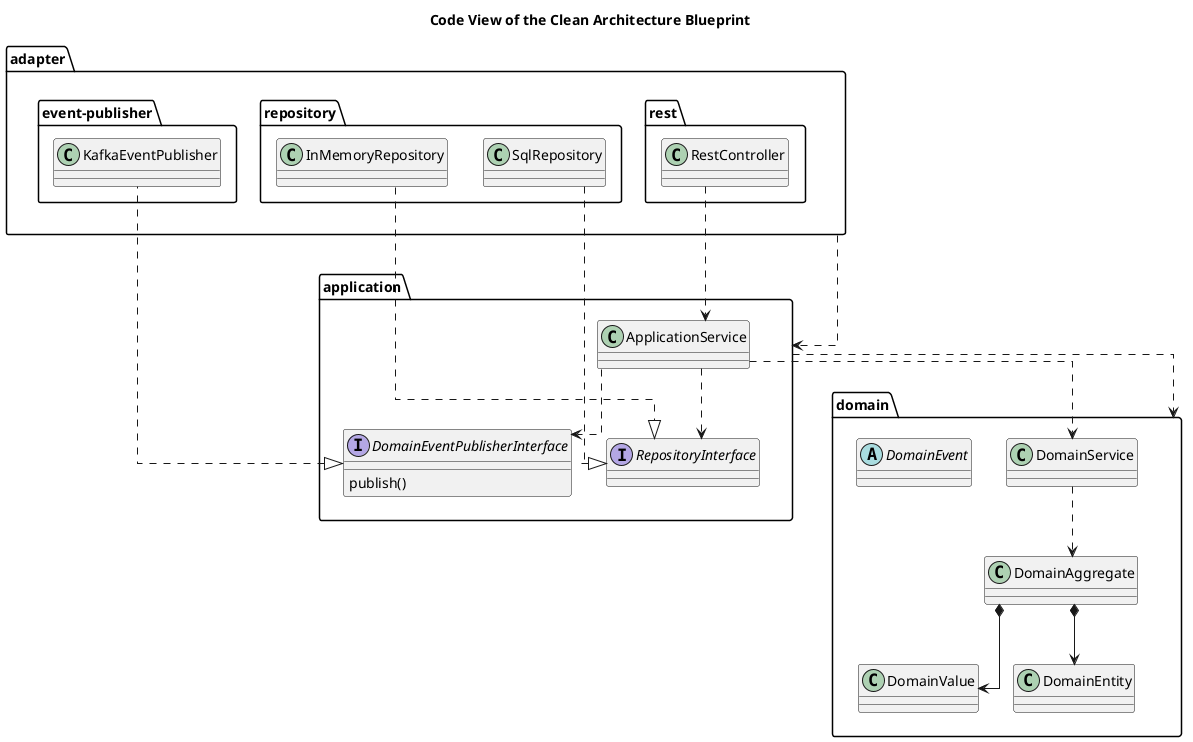 Code View of the Clean Architecture Blueprint
adapter
event-publisher
repository
rest
C KafkaEventPublisher
C InMemoryRepository
C SqlRepository
C RestController
application
C ApplicationService
I DomainEventPublisherInterface
publish()
I RepositoryInterface
domain
A DomainEvent
C DomainService
C DomainAggregate
C DomainValue
C DomainEntity